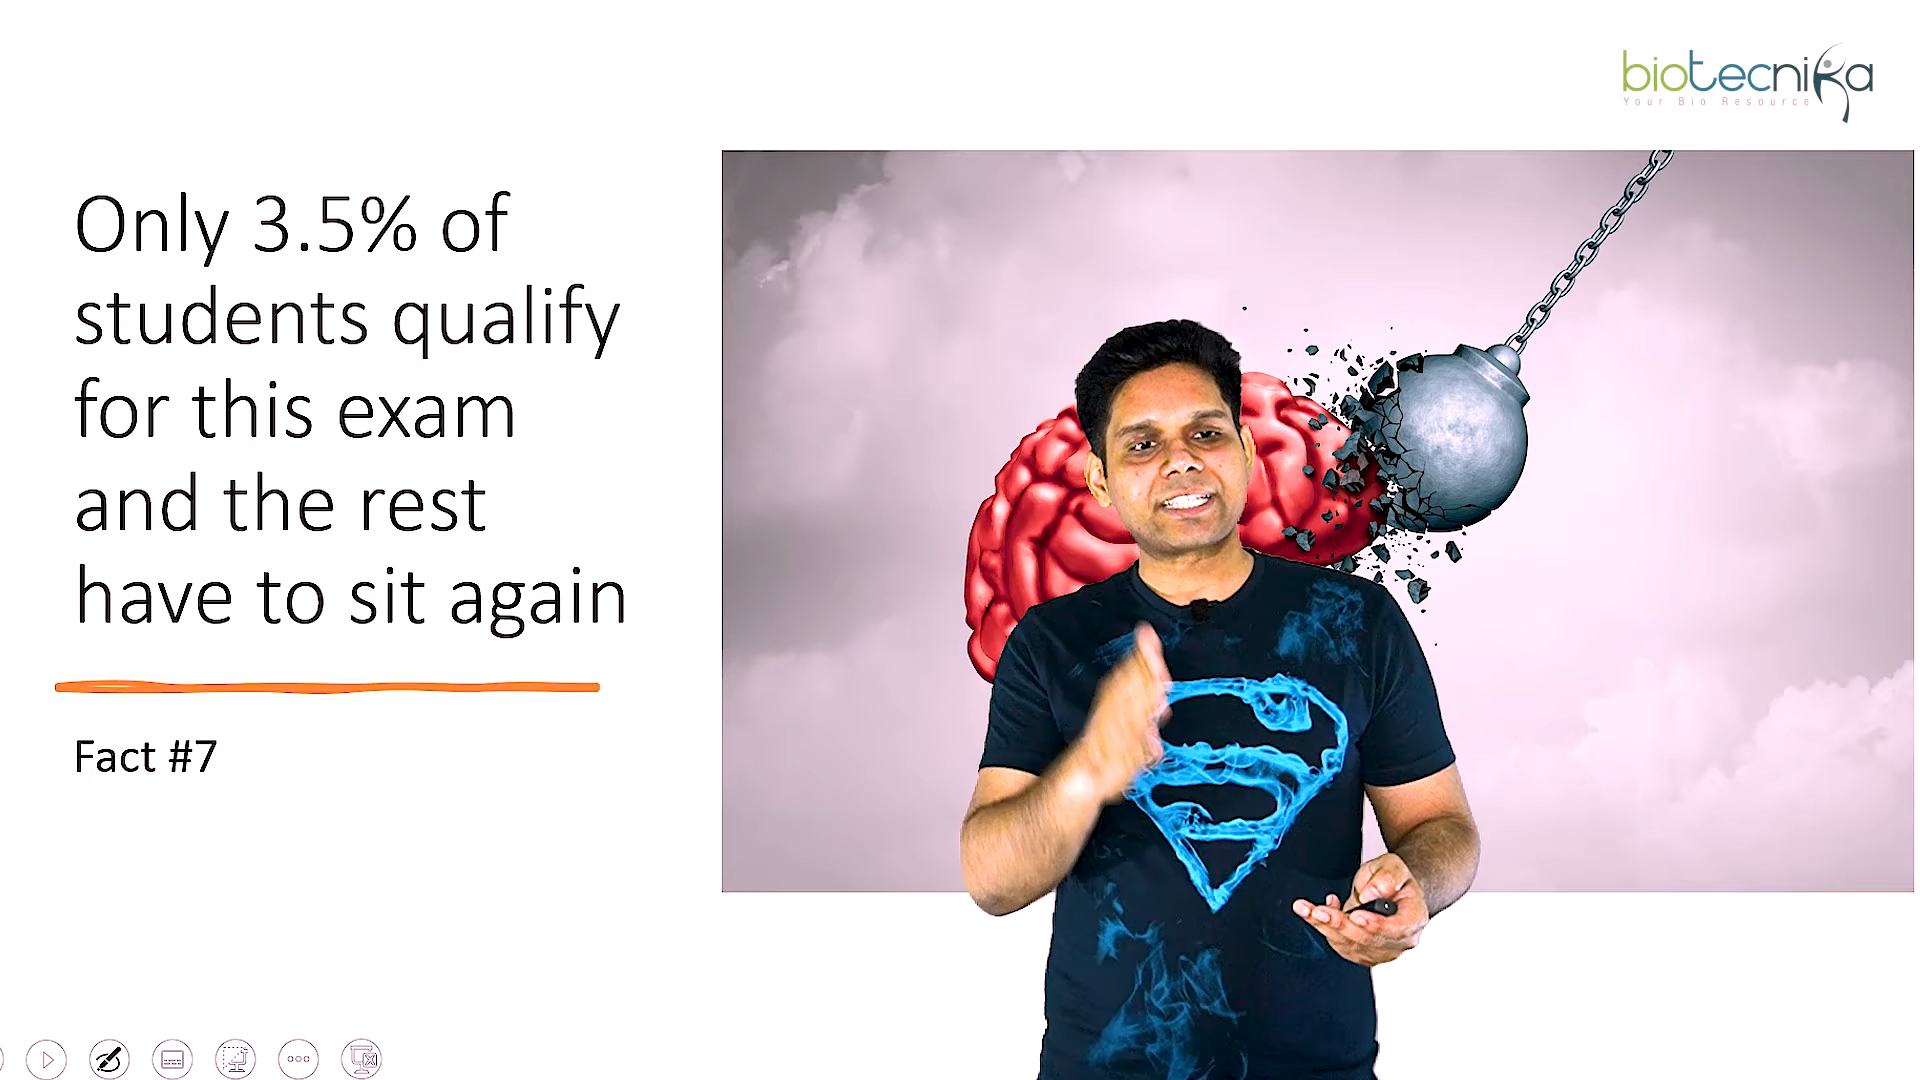 biotecnika
Your Bio Resource
Only 3.5% of
students qualify
for this exam
and the rest
have to sit again
Fact #7